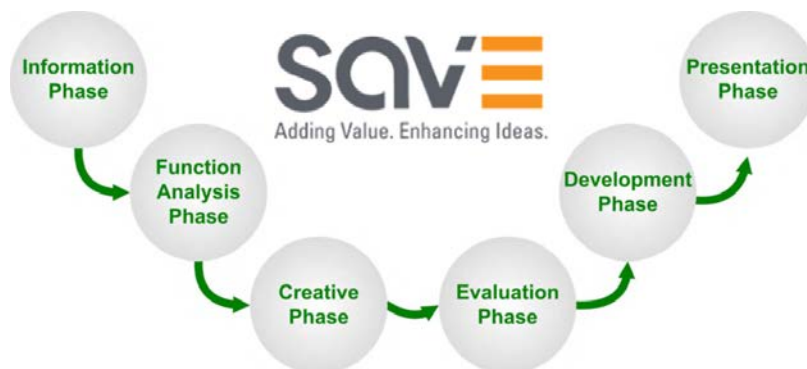 Information
Phase
Function
Analysis
Phase
Creative
Phase
Evaluation
Phase
Development
Phase
Presentation
Phase
save
Adding Value. Enhancing Ideas.